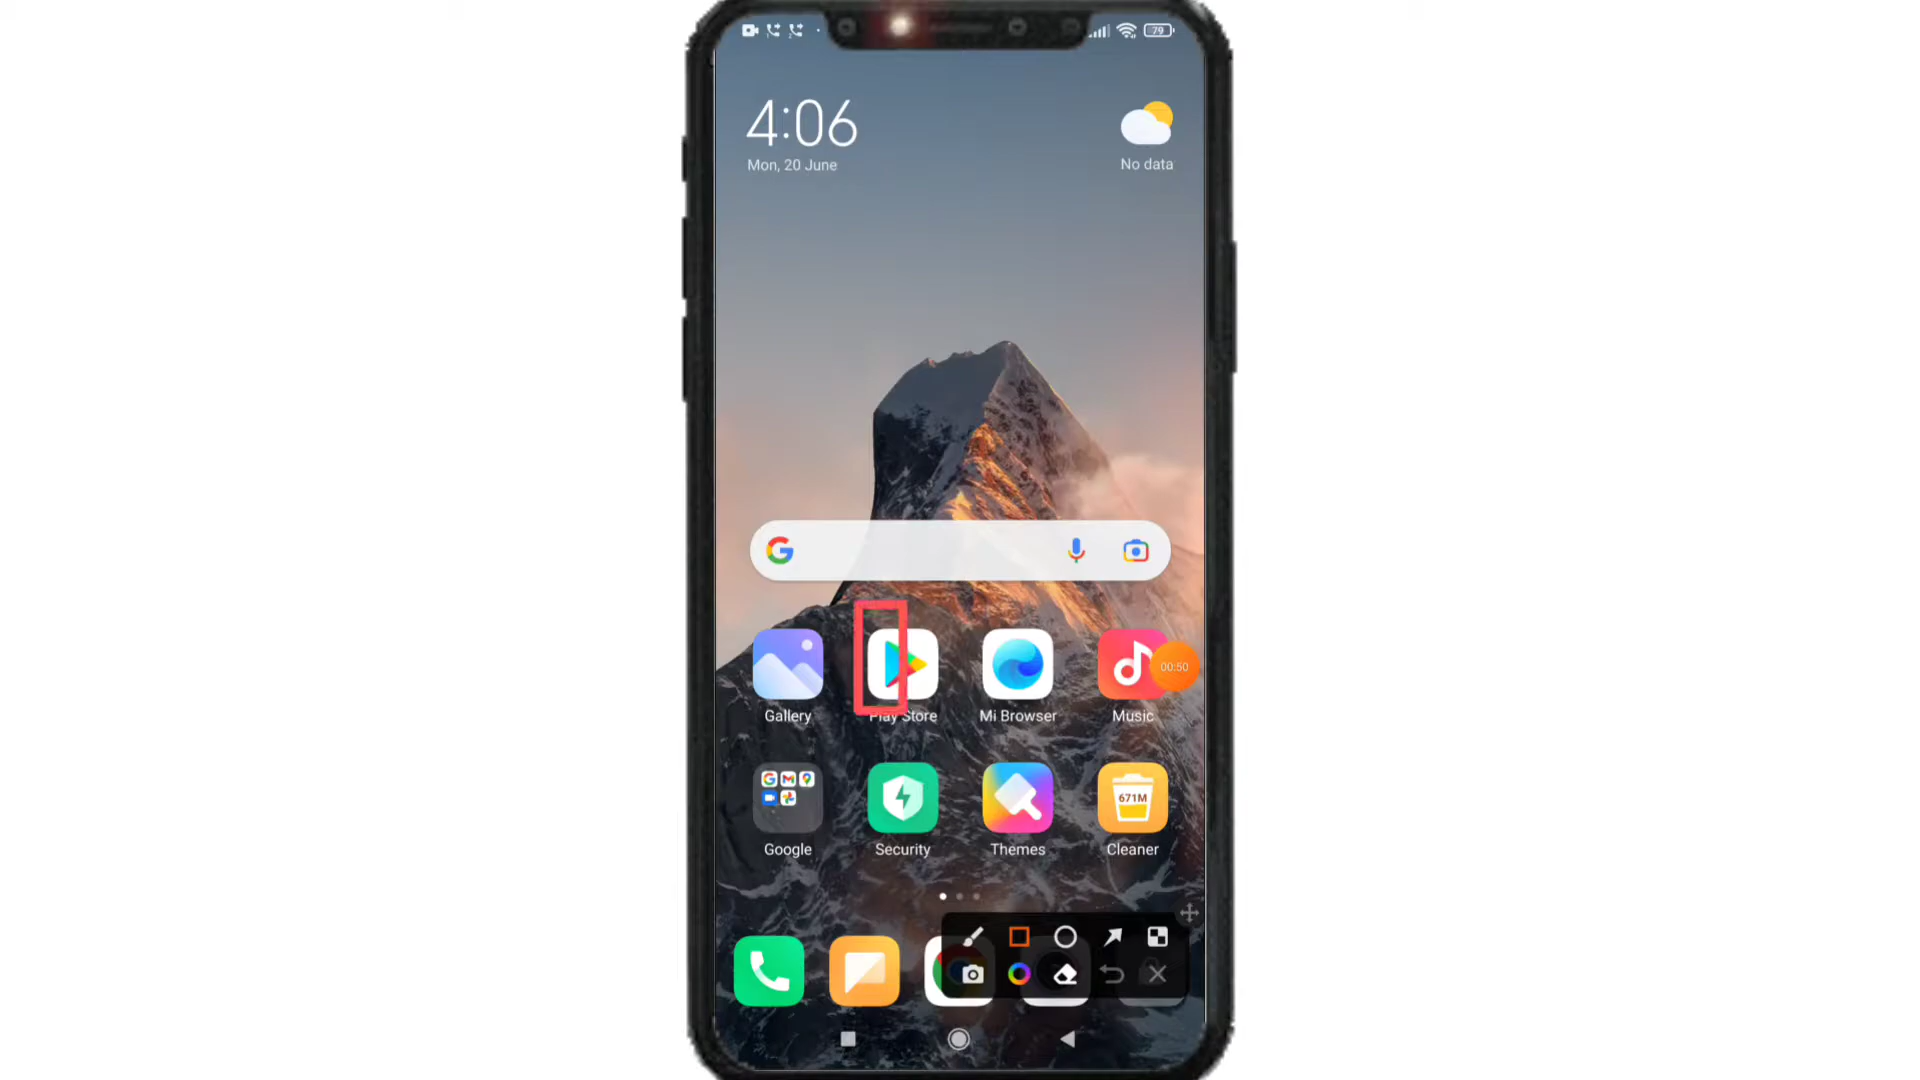 79
4:06
Mon, 20 June
No data
Gallery
Play Store
Mi Browser
Music
00:50
671M
Google
Security
Themes
Cleaner